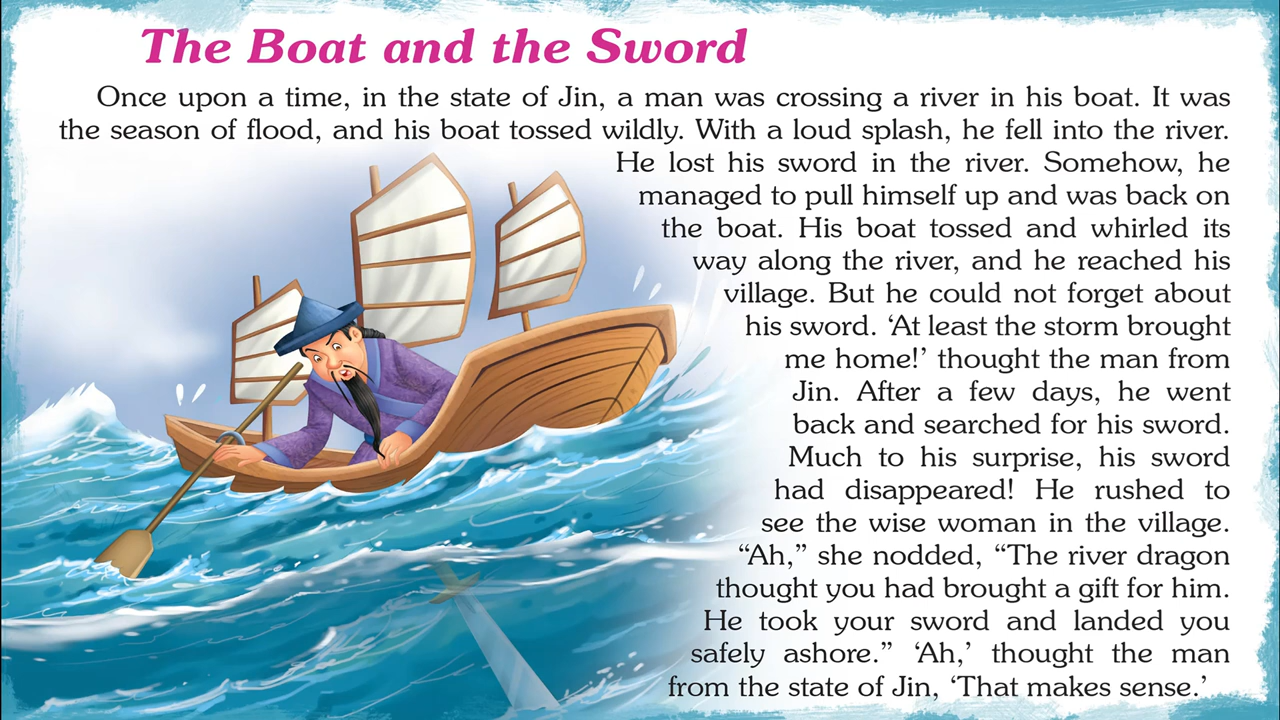 The Boat and the Sword
Once upon a time, in the state of Jin, a man was crossing a river in his boat. It was
the season of flood, and his boat tossed wildly. With a loud splash, he fell into the river.
He lost his sword in the river. Somehow, he
managed to pull himself up and was back on
the boat. His boat tossed and whirled its
way along the river, and he reached his
village. But he could not forget about
his sword. ‘At least the storm brought
me home!’ thought the man from
Jin. After a few days, he went
back and searched for his sword.
Much to his surprise, his sword
had disappeared! He rushed to
see the wise woman in the village.
“Ah,” she nodded, “The river dragon
thought you had brought a gift for him.
He took your sword and landed you
safely ashore.” ‘Ah,’ thought the man
from the state of Jin, ‘That makes sense.’